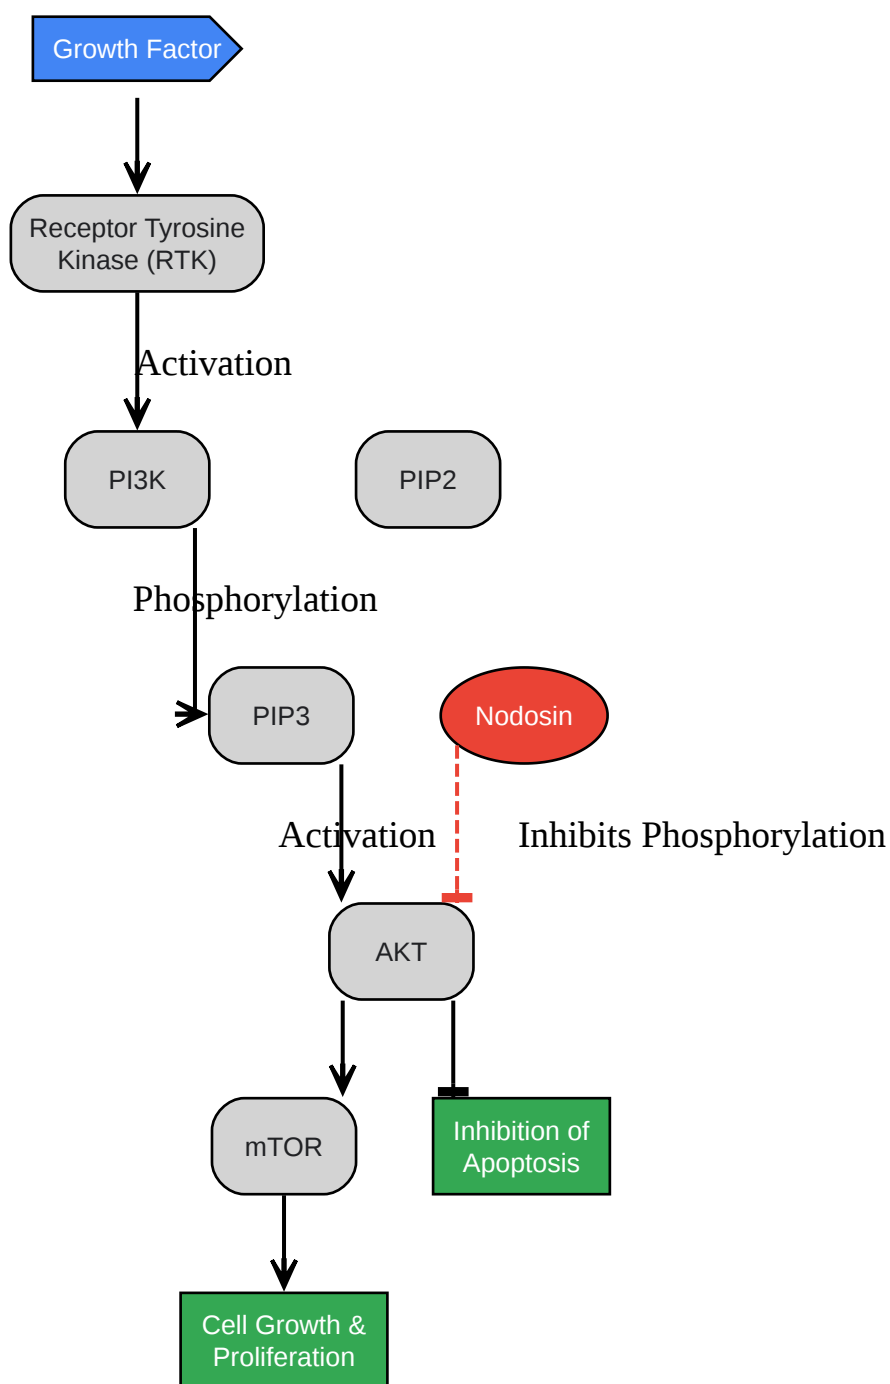 Growth Factor
Receptor Tyrosine
Kinase (RTK)
Activation
PI3K
PIP2
Phosphorylation
PIP3
Nodosin
Activation
Inhibits Phosphorylation
AKT
mTOR
Inhibition of
Apoptosis
Cell Growth &
Proliferation